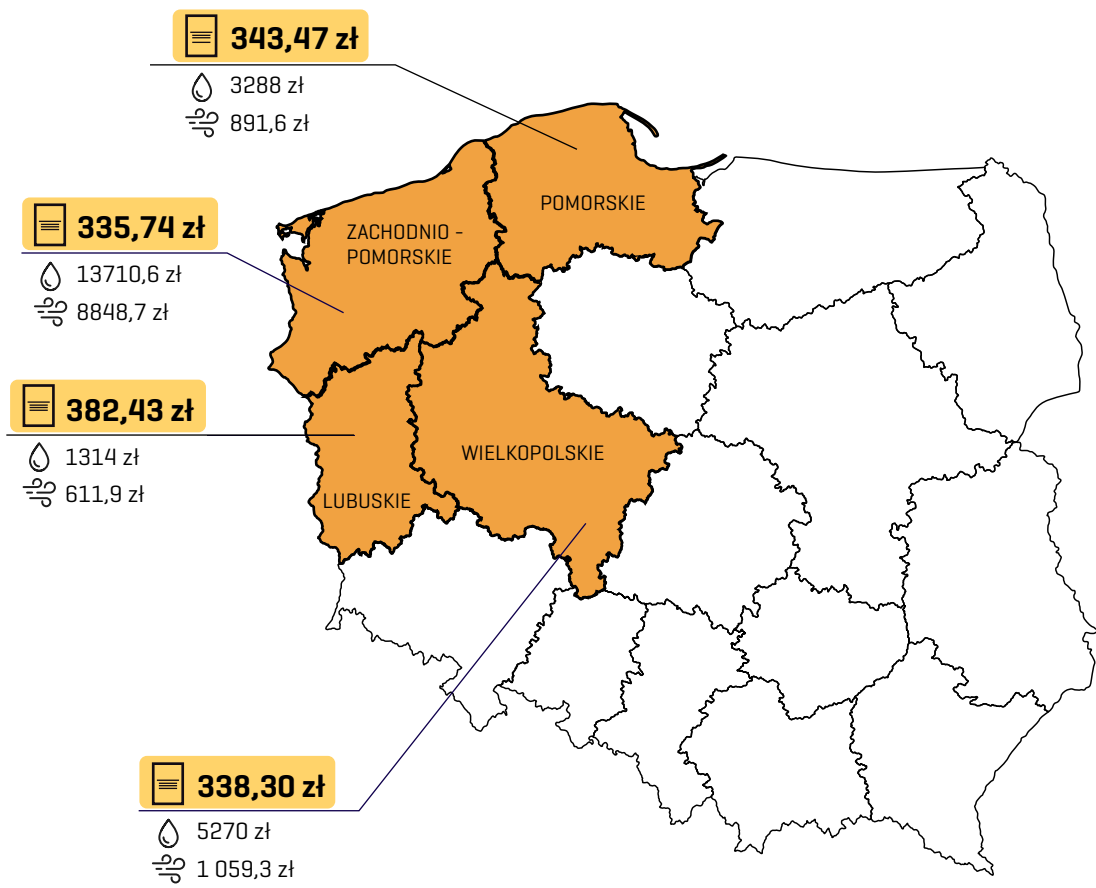 343,47 zł
3288 zł
891,6 zł
POMORSKIE
335,74 zł
13710,6 zł
8848,7 zł
ZACHODNIO -
POMORSKIE
382,43 zł
1314 zł
611,9 zł
WIELKOPOLSKIE
LUBUSKIE
338,30 zł
5270 zł
1 059,3 zł